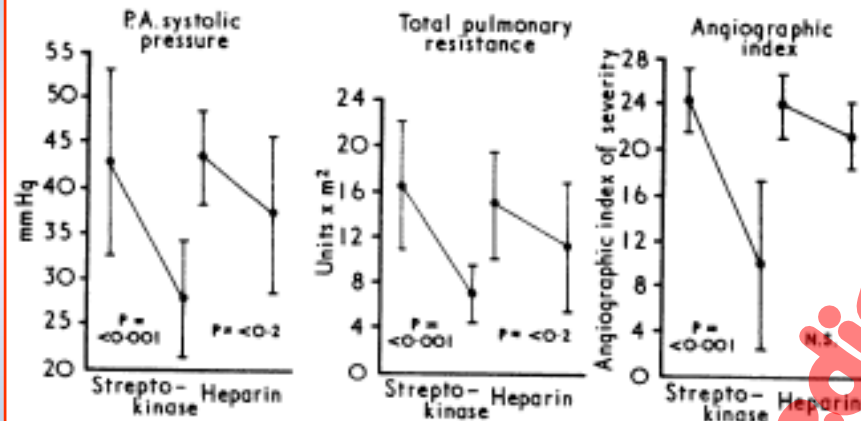 P.A. systolic
pressure
55
50
45
40
35
30
25
20
mmHg
P =
<0·001
P = <0·2
Strepto-
kinase
Heparin
Total pulmonary
resistance
24
20
16
12
8
4
0
Units x m²
P =
<0·001
P = <0·2
Strepto-
kinase
Heparin
Angiographic
index
28
24
20
16
12
8
4
0
Angiographic index of severity
P =
<0·001
N.S.
Strepto-
kinase
Heparin